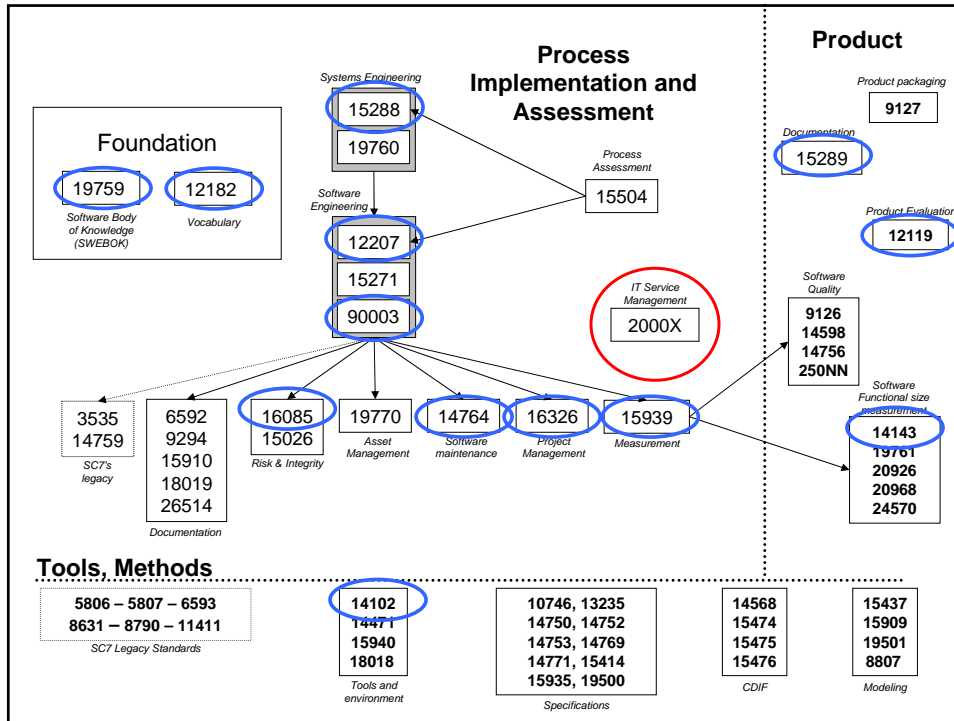 Process
Implementation and
Assessment
Product
Systems Engineering
15288
19760
Foundation
19759
Software Body
of Knowledge
(SWEBOK)
12182
Vocabulary
Process
Assessment
15504
Software
Engineering
12207
15271
90003
IT Service
Management
2000X
Product packaging
9127
Documentation
15289
Product Evaluation
12119
Software
Quality
9126
14598
14756
250NN
Software
Functional size
measurement
14143
19761
20926
20968
24570
3535
14759
SC7's
legacy
6592
9294
15910
18019
26514
Documentation
16085
15026
Risk & Integrity
19770
Asset
Management
14764
Software
maintenance
16326
Project
Management
15939
Measurement
Tools, Methods
5806 – 5807 – 6593
8631 – 8790 – 11411
SC7 Legacy Standards
14102
14471
15940
18018
Tools and
environment
10746, 13235
14750, 14752
14753, 14769
14771, 15414
15935, 19500
Specifications
14568
15474
15475
15476
CDIF
15437
15909
19501
8807
Modeling